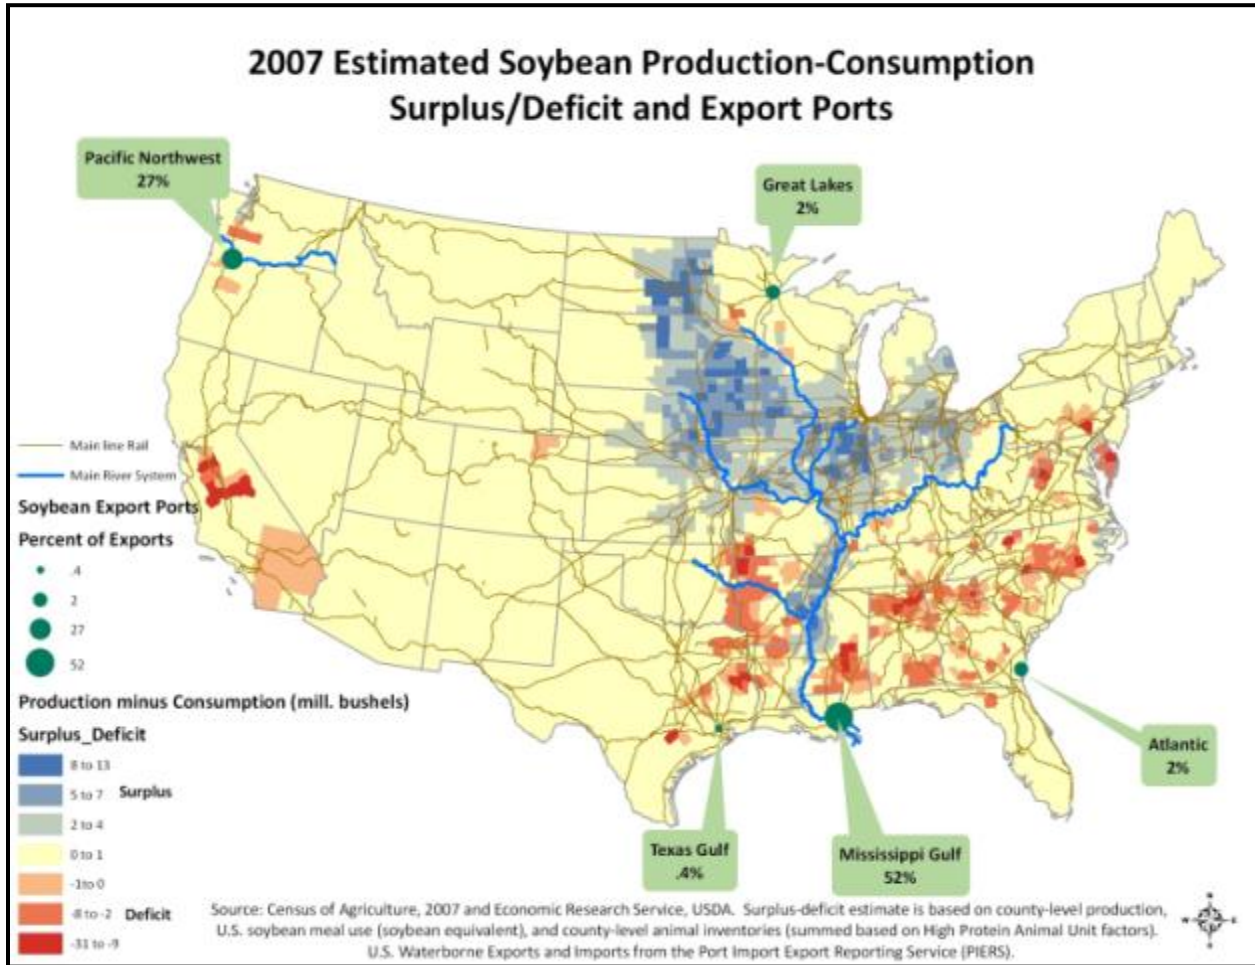 2007 Estimated Soybean Production-Consumption
Surplus/Deficit and Export Ports
Pacific Northwest
27%
Great Lakes
2%
Main line Rail
Main River System
Soybean Export Ports
Percent of Exports
.4
2
27
52
Production minus Consumption (mill. bushels)
Surplus_Deficit
8 to 13
5 to 7 Surplus
2 to 4
0 to 1
-1to 0
-8 to -2 Deficit
-31 to -9
Atlantic
2%
Texas Gulf
.4%
Mississippi Gulf
52%
Source: Census of Agriculture, 2007 and Economic Research Service, USDA. Surplus-deficit estimate is based on county-level production,
U.S. soybean meal use (soybean equivalent), and county-level animal inventories (summed based on High Protein Animal Unit factors).
U.S. Waterborne Exports and Imports from the Port Import Export Reporting Service (PIERS).